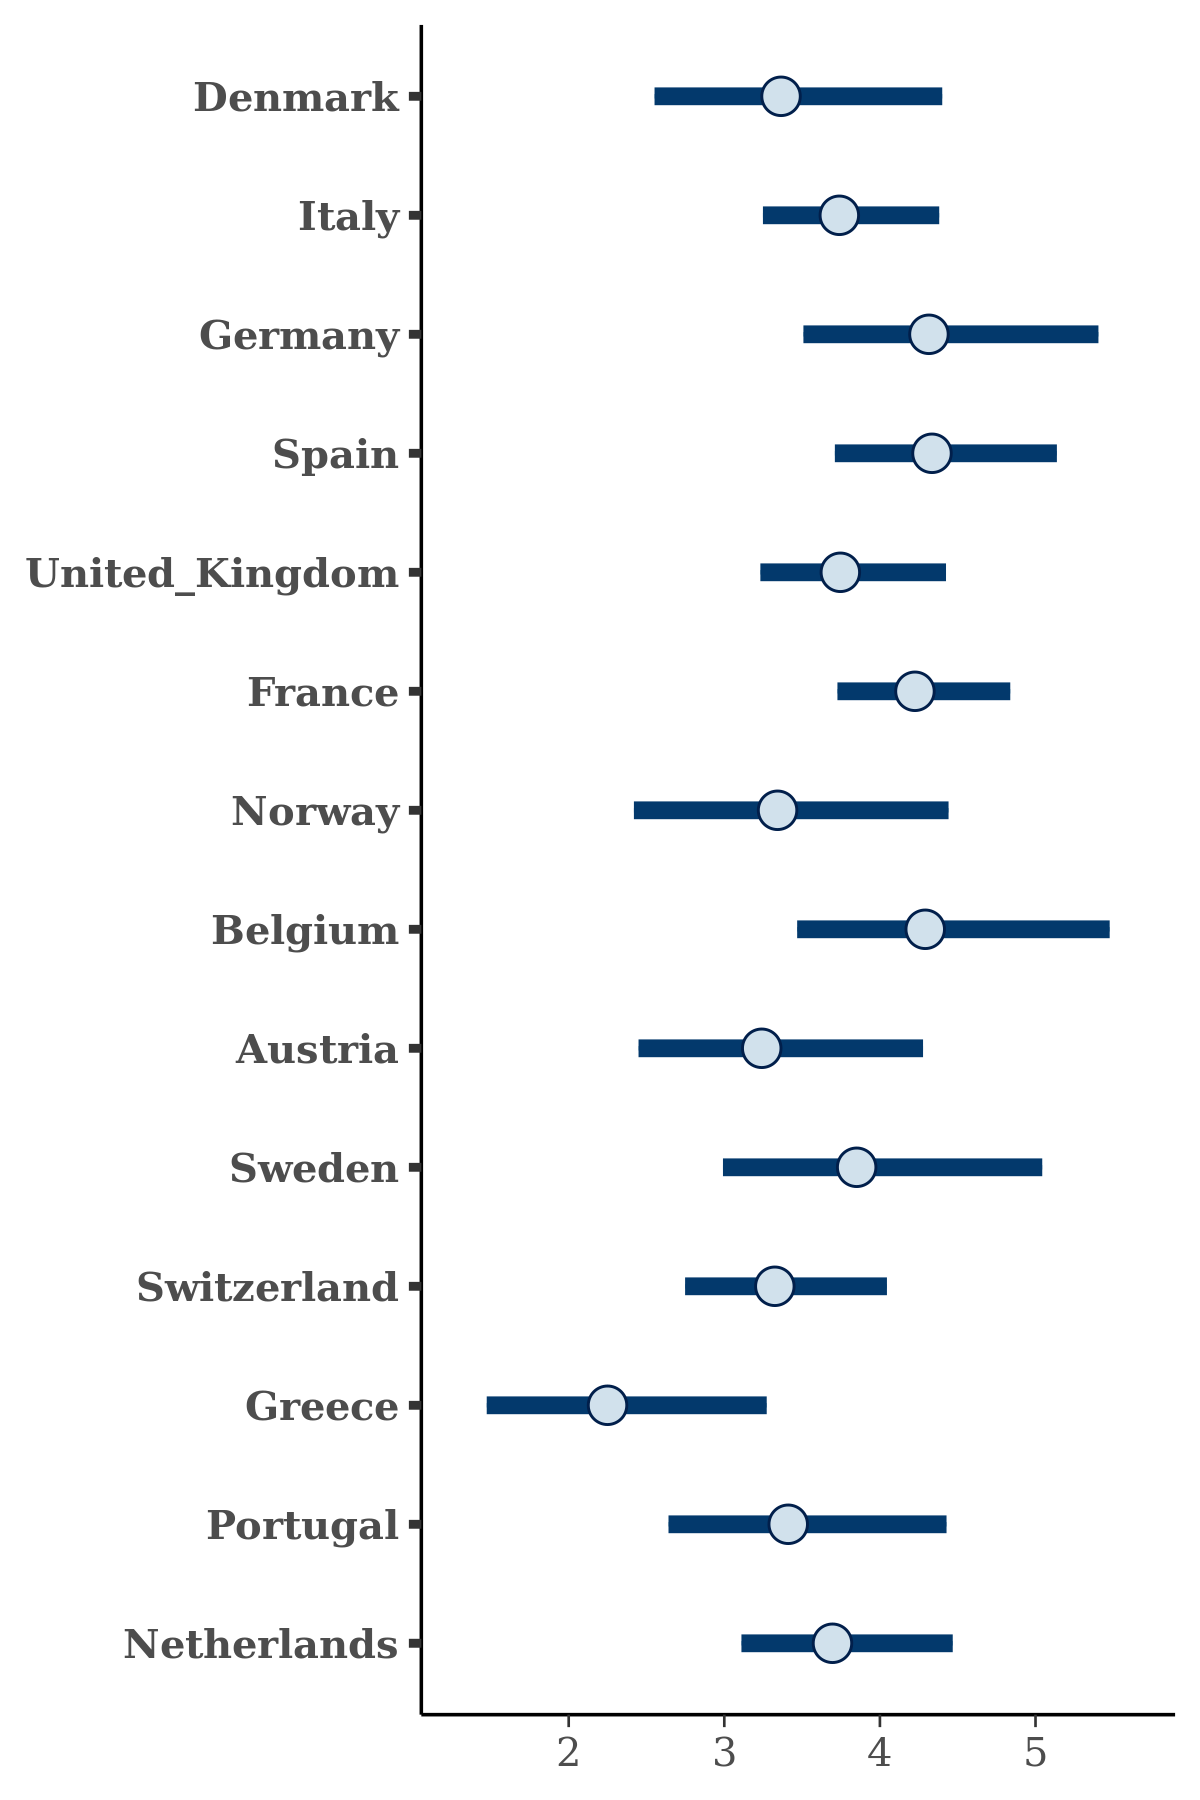 Denmark
Italy
Germany
Spain
United_Kingdom
France
Norway
Belgium
Austria
Sweden
Switzerland
Greece
Portugal
Netherlands
2 3 4 5